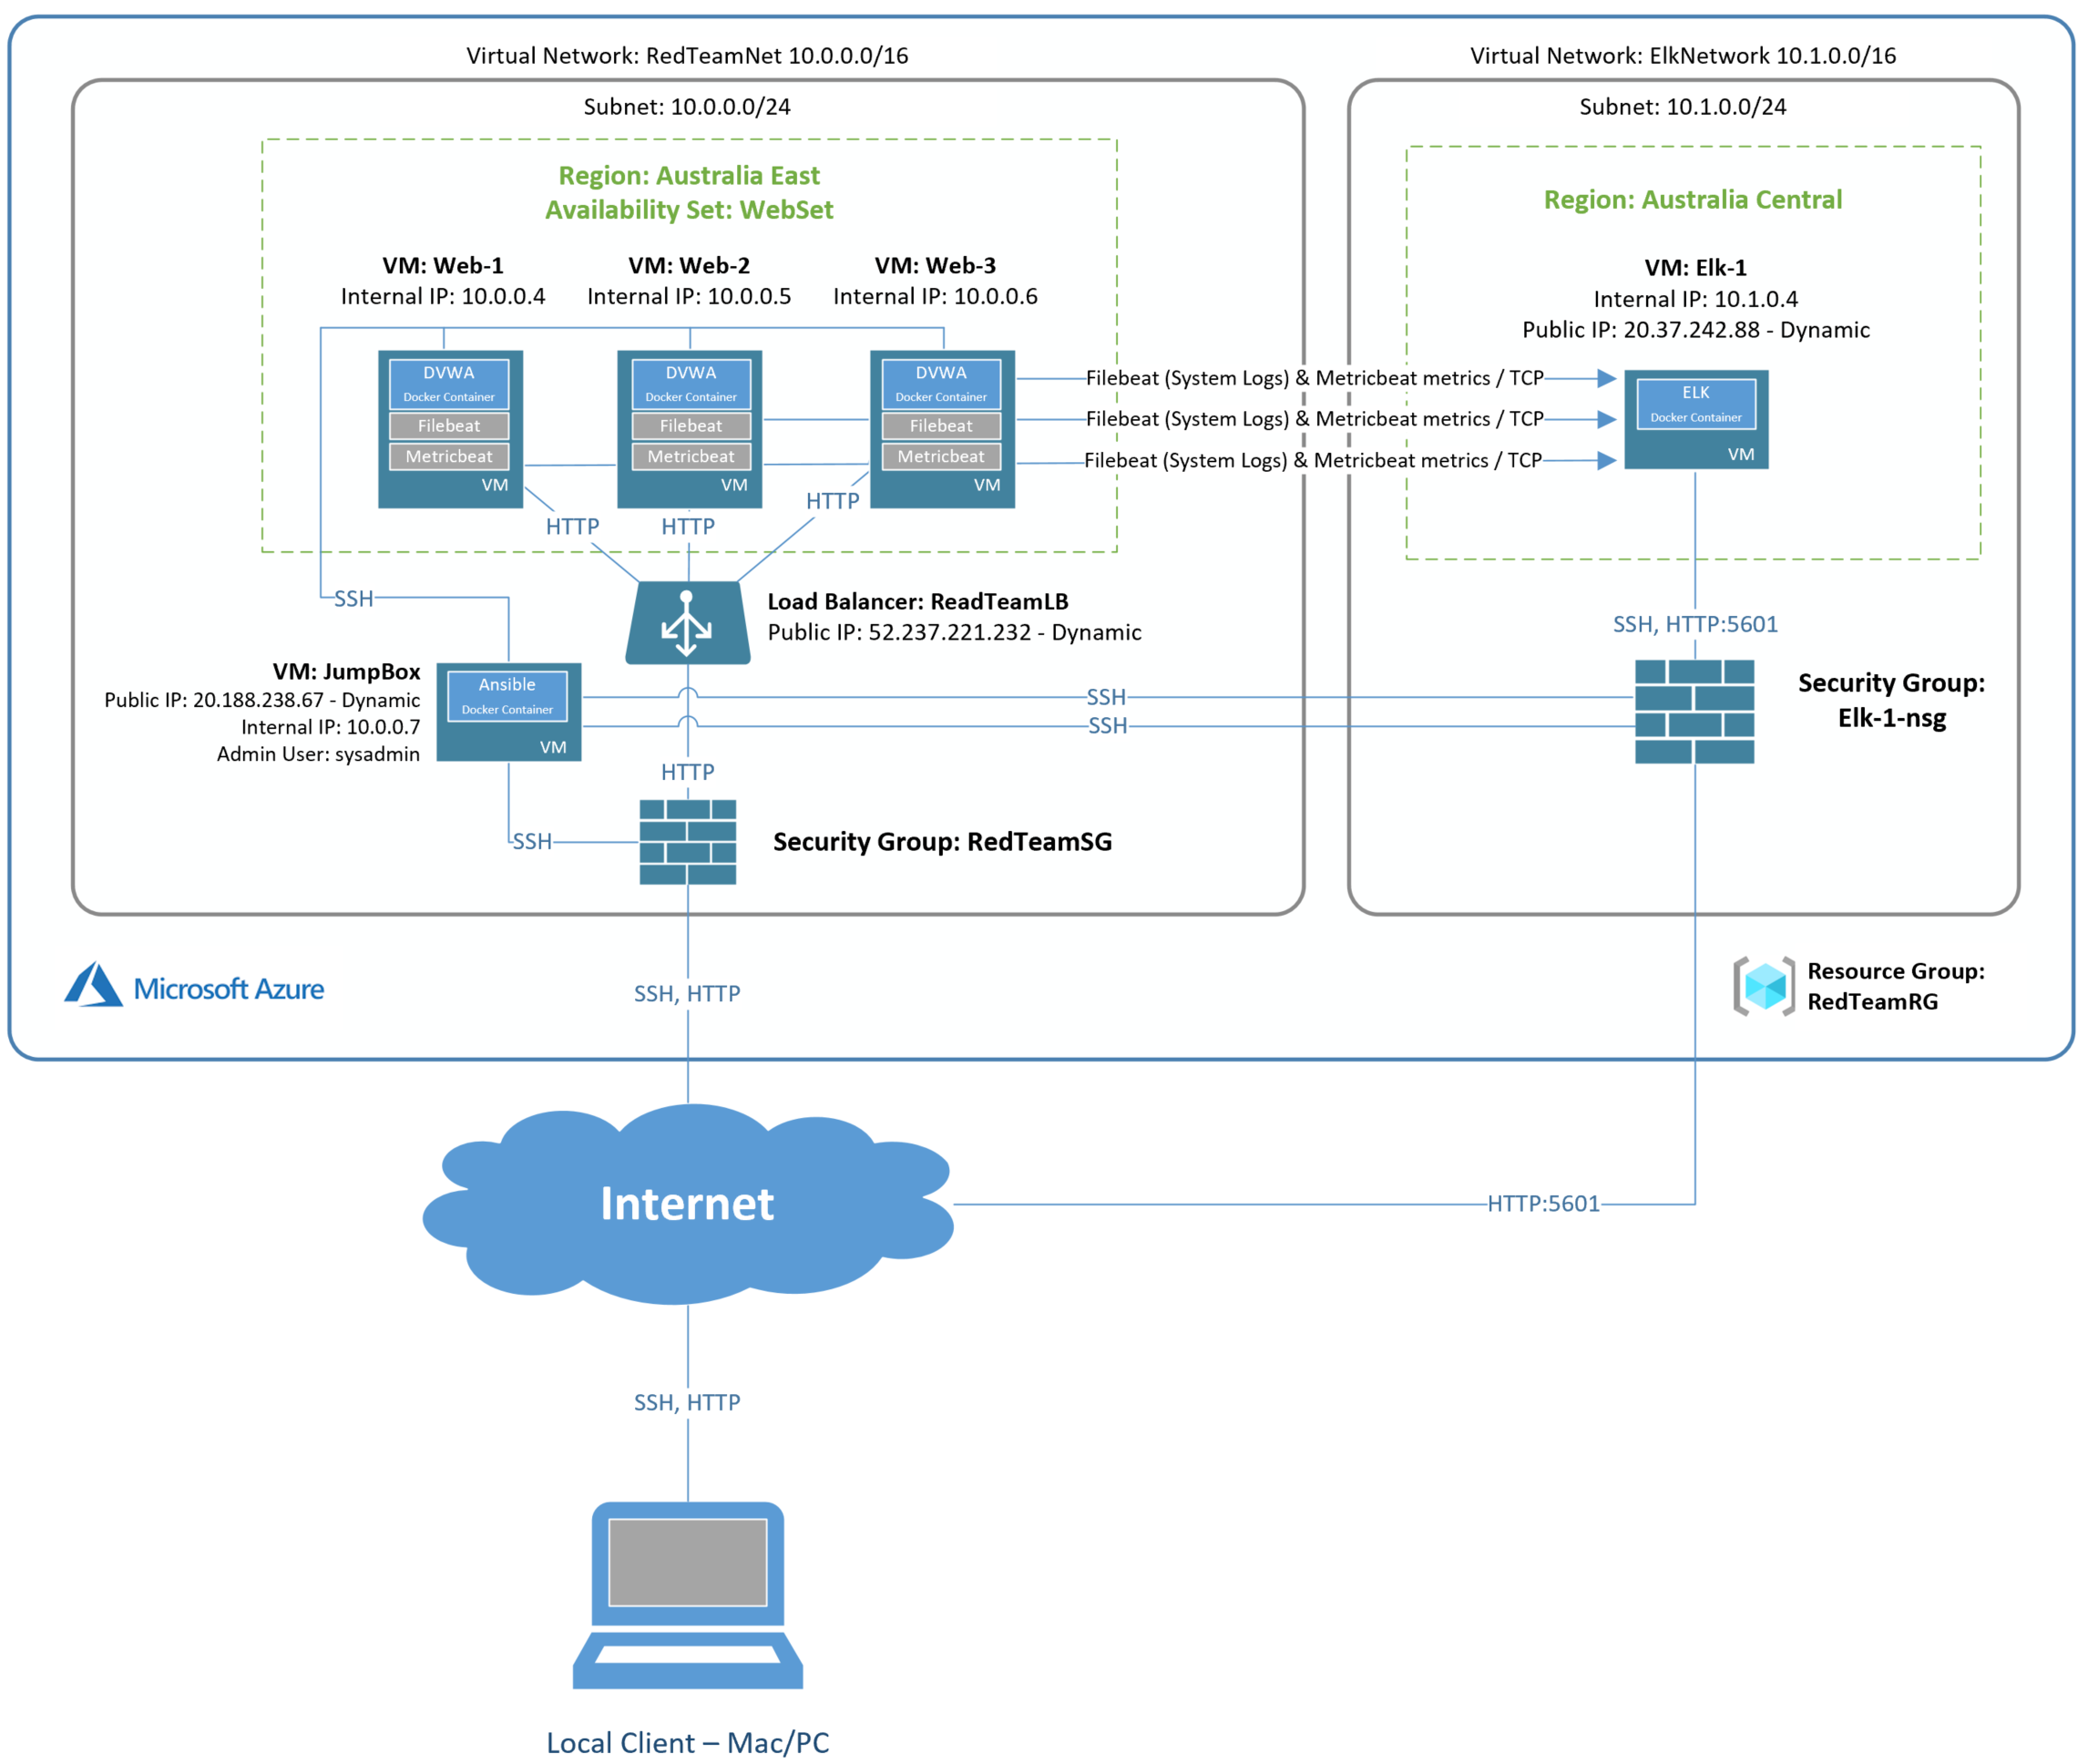 Virtual Network: RedTeamNet 10.0.0.0/16
Virtual Network: ElkNetwork 10.1.0.0/16
Subnet: 10.0.0.0/24
Subnet: 10.1.0.0/24
Region: Australia East
Availability Set: WebSet
Region: Australia Central
VM: Web-1
Internal IP: 10.0.0.4
VM: Web-2
Internal IP: 10.0.0.5
VM: Web-3
Internal IP: 10.0.0.6
VM: Elk-1
Internal IP: 10.1.0.4
Public IP: 20.37.242.88 - Dynamic
DVWA
Docker Container
Filebeat
Metricbeat
VM
DVWA
Docker Container
Filebeat
Metricbeat
VM
DVWA
Docker Container
Filebeat
Metricbeat
VM
Filebeat (System Logs) & Metricbeat metrics / TCP
Filebeat (System Logs) & Metricbeat metrics / TCP
Filebeat (System Logs) & Metricbeat metrics / TCP
ELK
Docker Container
VM
HTTP
HTTP
HTTP
SSH
Load Balancer: ReadTeamLB
Public IP: 52.237.221.232 - Dynamic
SSH, HTTP:5601
VM: JumpBox
Public IP: 20.188.238.67 - Dynamic
Internal IP: 10.0.0.7
Admin User: sysadmin
Ansible
Docker Container
VM
SSH
SSH
Security Group:
Elk-1-nsg
HTTP
SSH
Security Group: RedTeamSG
Microsoft Azure
SSH, HTTP
Resource Group:
RedTeamRG
Internet
HTTP:5601
SSH, HTTP
Local Client – Mac/PC